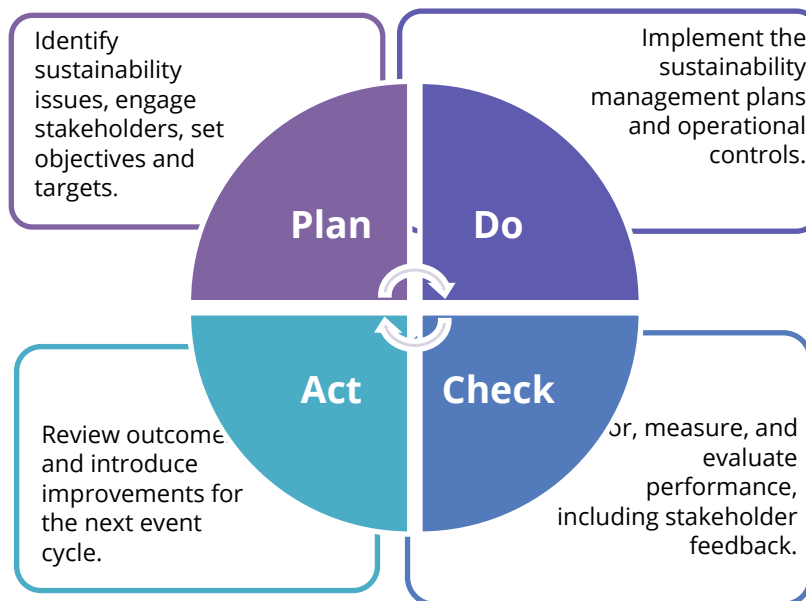 Identify
sustainability
issues, engage
stakeholders, set
objectives and
targets.
Implement the
sustainability
management plans
and operational
controls.
Plan
Do
Act
Check
Review
and introduce
improvements for
the next event
cycle.
measure, and
evaluate
performance,
including stakeholder
feedback.